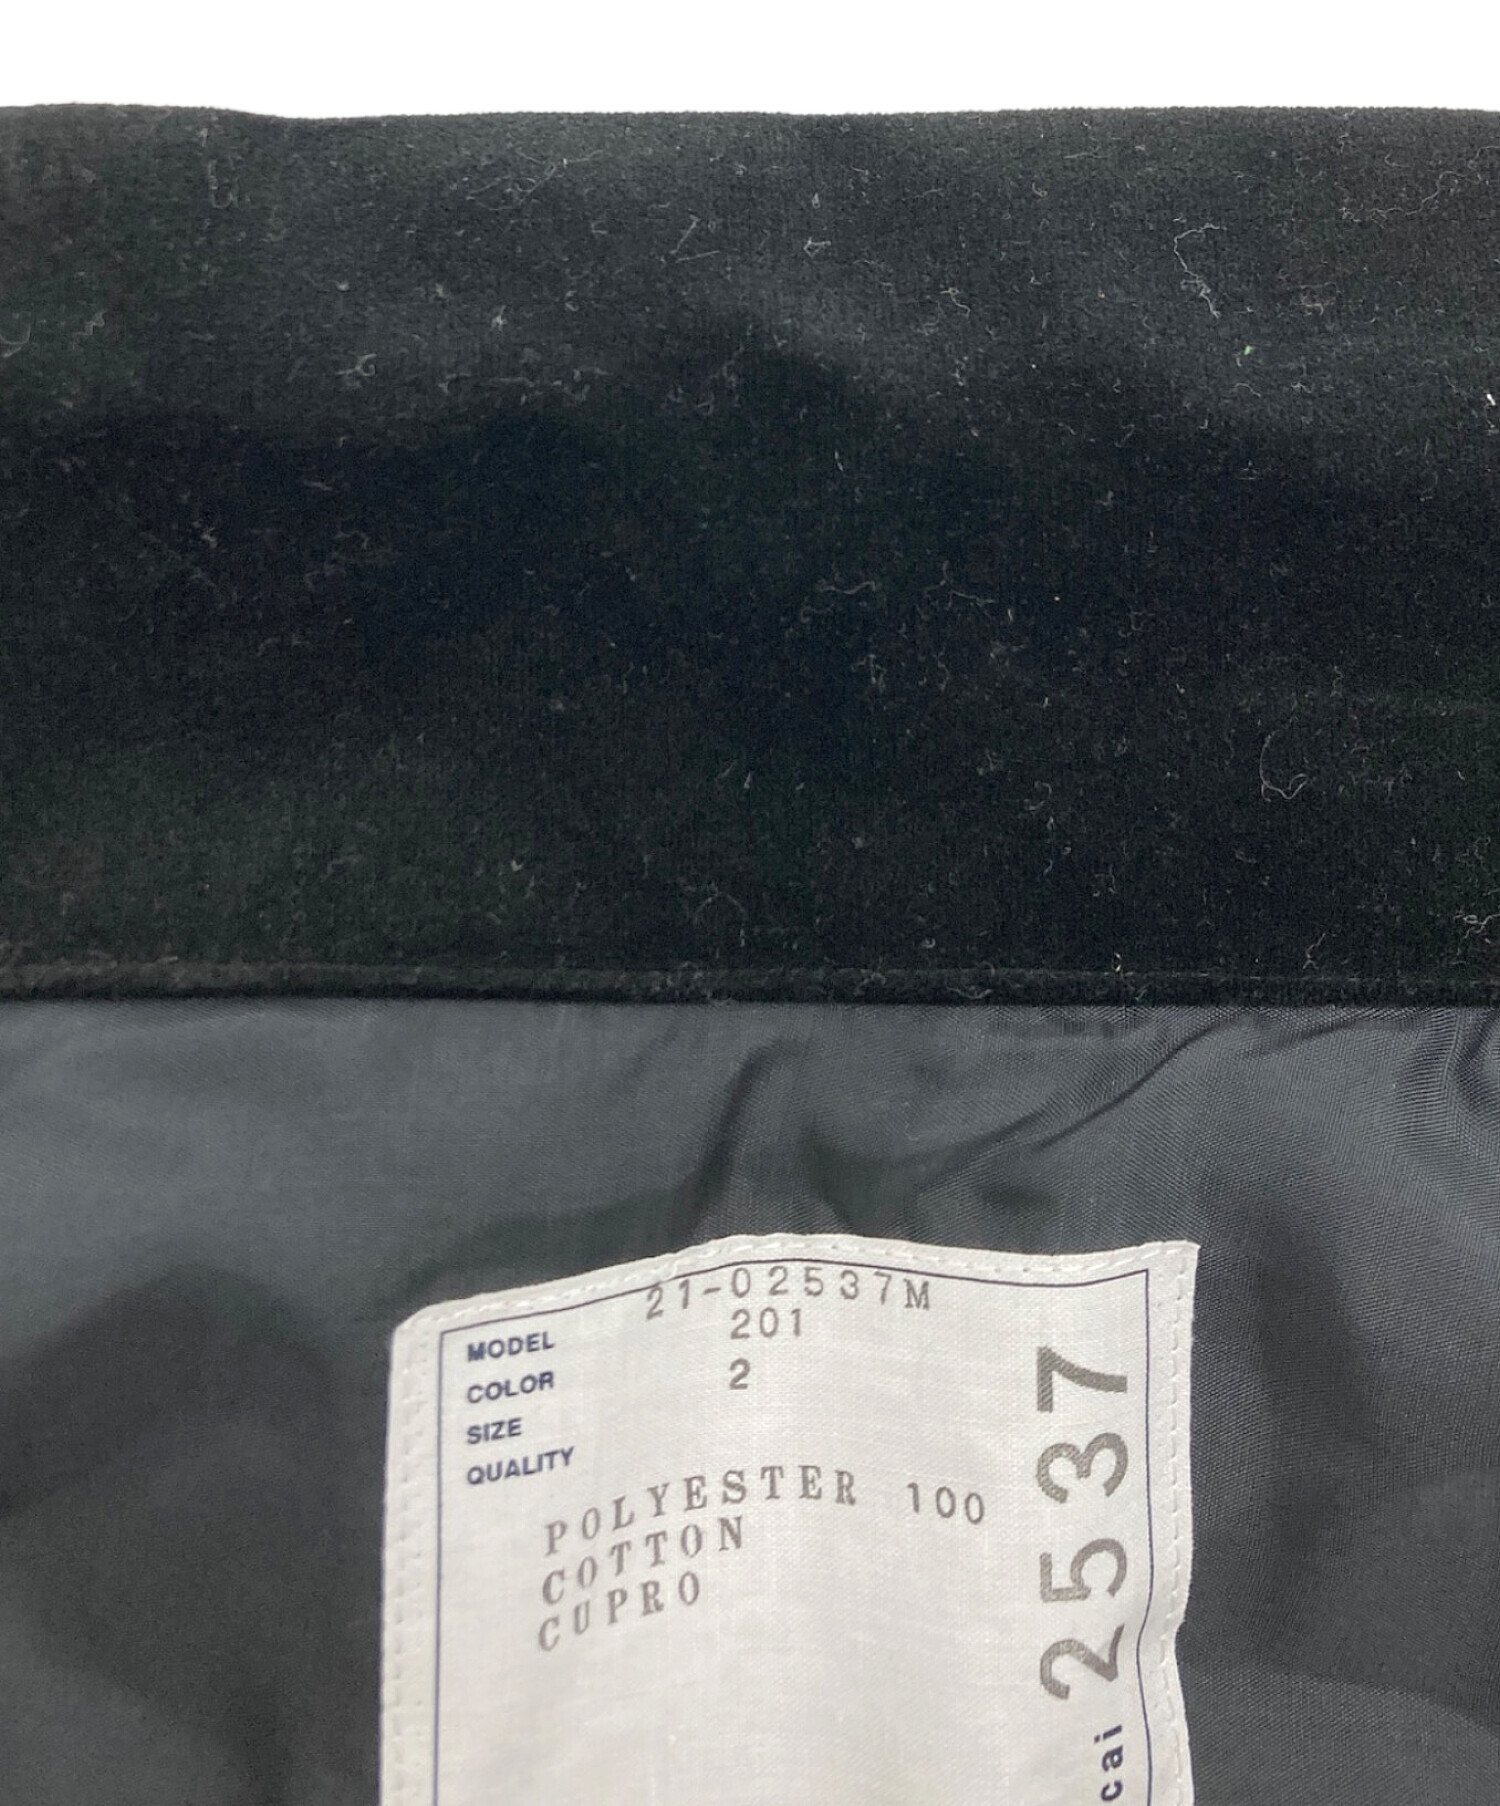 21-02537M
MODEL 201
COLOR 2
SIZE
QUALITY
POLYESTER 100
COTTON
CUPRO
2537
cai